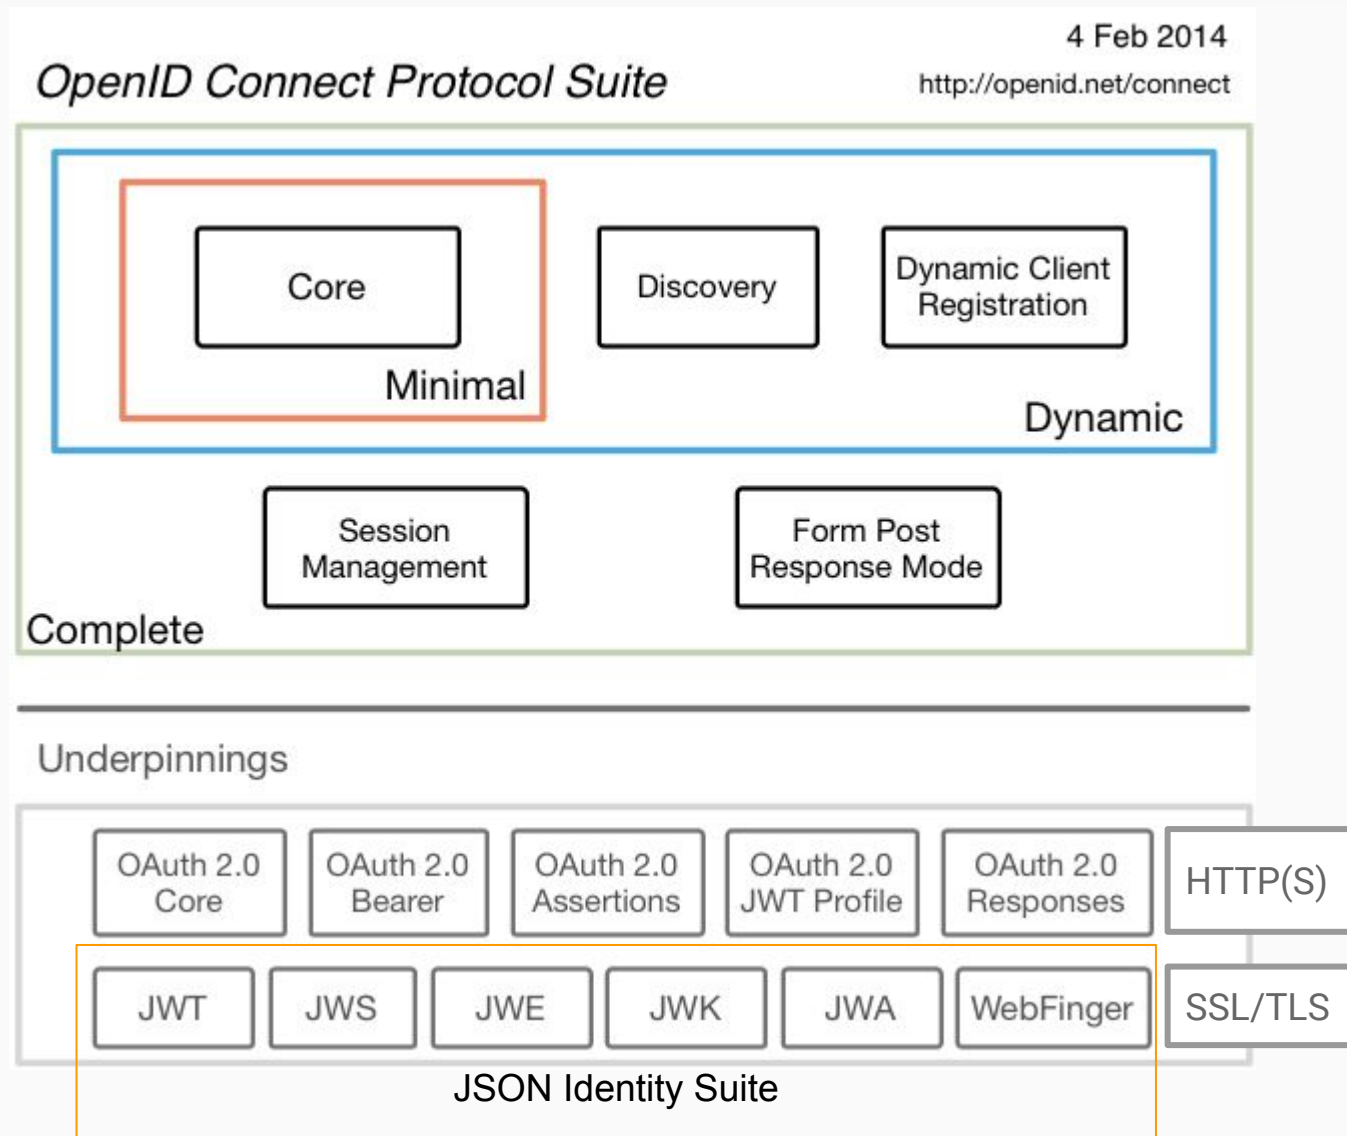 4 Feb 2014
OpenID Connect Protocol Suite
http://openid.net/connect
Core
Discovery
Dynamic Client
Registration
Minimal
Dynamic
Session
Management
Form Post
Response Mode
Complete
Underpinnings
OAuth 2.0
Core
OAuth 2.0
Bearer
OAuth 2.0
Assertions
OAuth 2.0
JWT Profile
OAuth 2.0
Responses
HTTP(S)
JWT
JWS
JWE
JWK
JWA
WebFinger
SSL/TLS
JSON Identity Suite